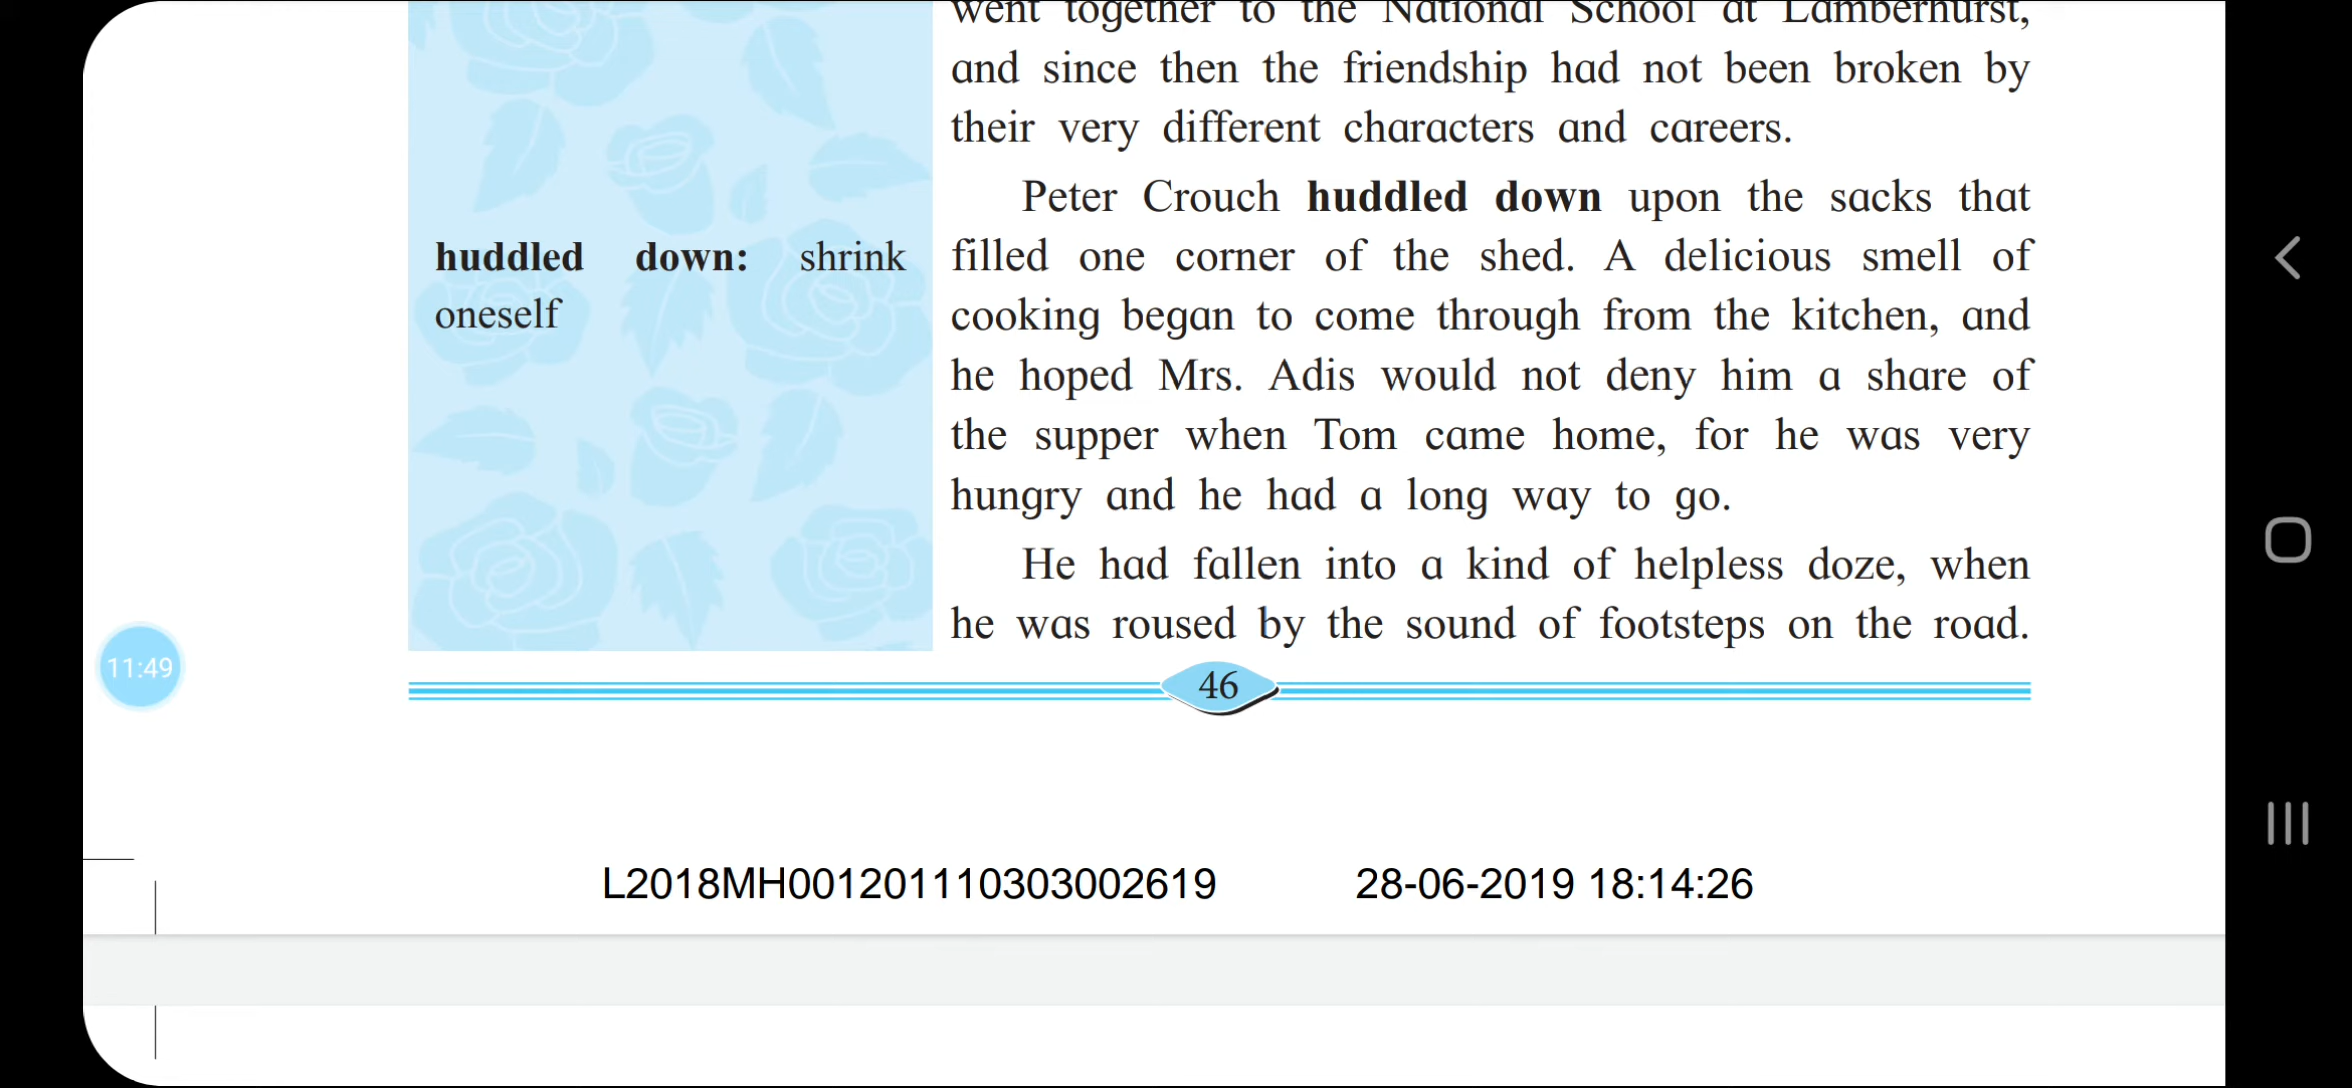 went together to the National School at Lamberhurst,
and since then the friendship had not been broken by
their very different characters and careers.
Peter Crouch huddled down upon the sacks that
filled one corner of the shed. A delicious smell of
cooking began to come through from the kitchen, and
he hoped Mrs. Adis would not deny him a share of
the supper when Tom came home, for he was very
hungry and he had a long way to go.
He had fallen into a kind of helpless doze, when
he was roused by the sound of footsteps on the road.
huddled down: shrink
oneself
11:49
46
L2018MH001201110303002619 28-06-2019 18:14:26